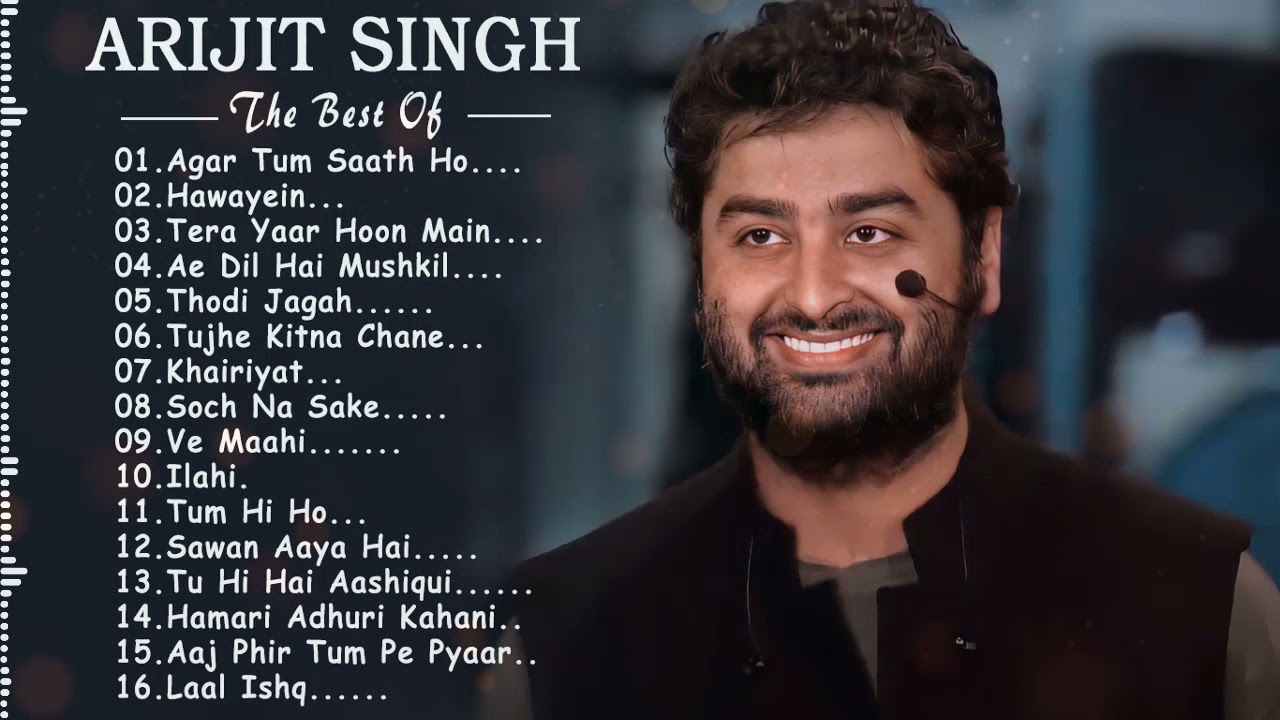 ARIJIT SINGH
The Best Of
01.Agar Tum Saath Ho....
02.Hawayein...
03.Tera Yaar Hoon Main....
04.Ae Dil Hai Mushkil....
05.Thodi Jagah......
06.Tujhe Kitna Chane...
07.Khairiyat...
08.Soch Na Sake.....
09.Ve Maahi.......
10.Ilahi.
11.Tum Hi Ho...
12.Sawan Aaya Hai.....
13.Tu Hi Hai Aashiqui......
14.Hamari Adhuri Kahani..
15.Aaj Phir Tum Pe Pyaar..
16.Laal Ishq......